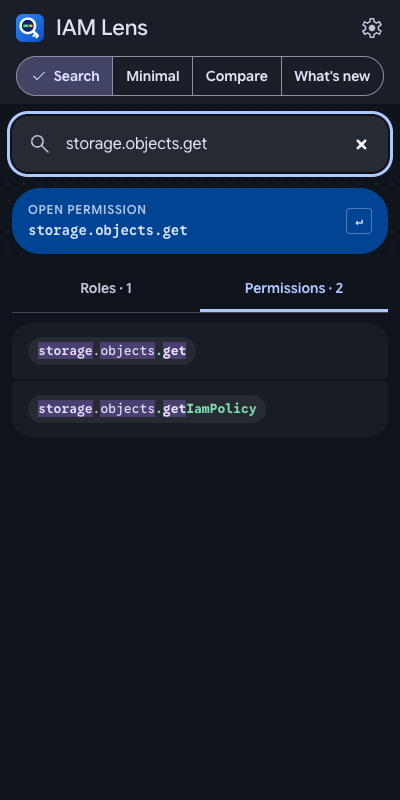 IAM Lens
Search
Minimal
Compare
What's new
storage.objects.get
OPEN PERMISSION
storage.objects.get
Roles · 1
Permissions · 2
storage.objects.get
storage.objects.getIamPolicy